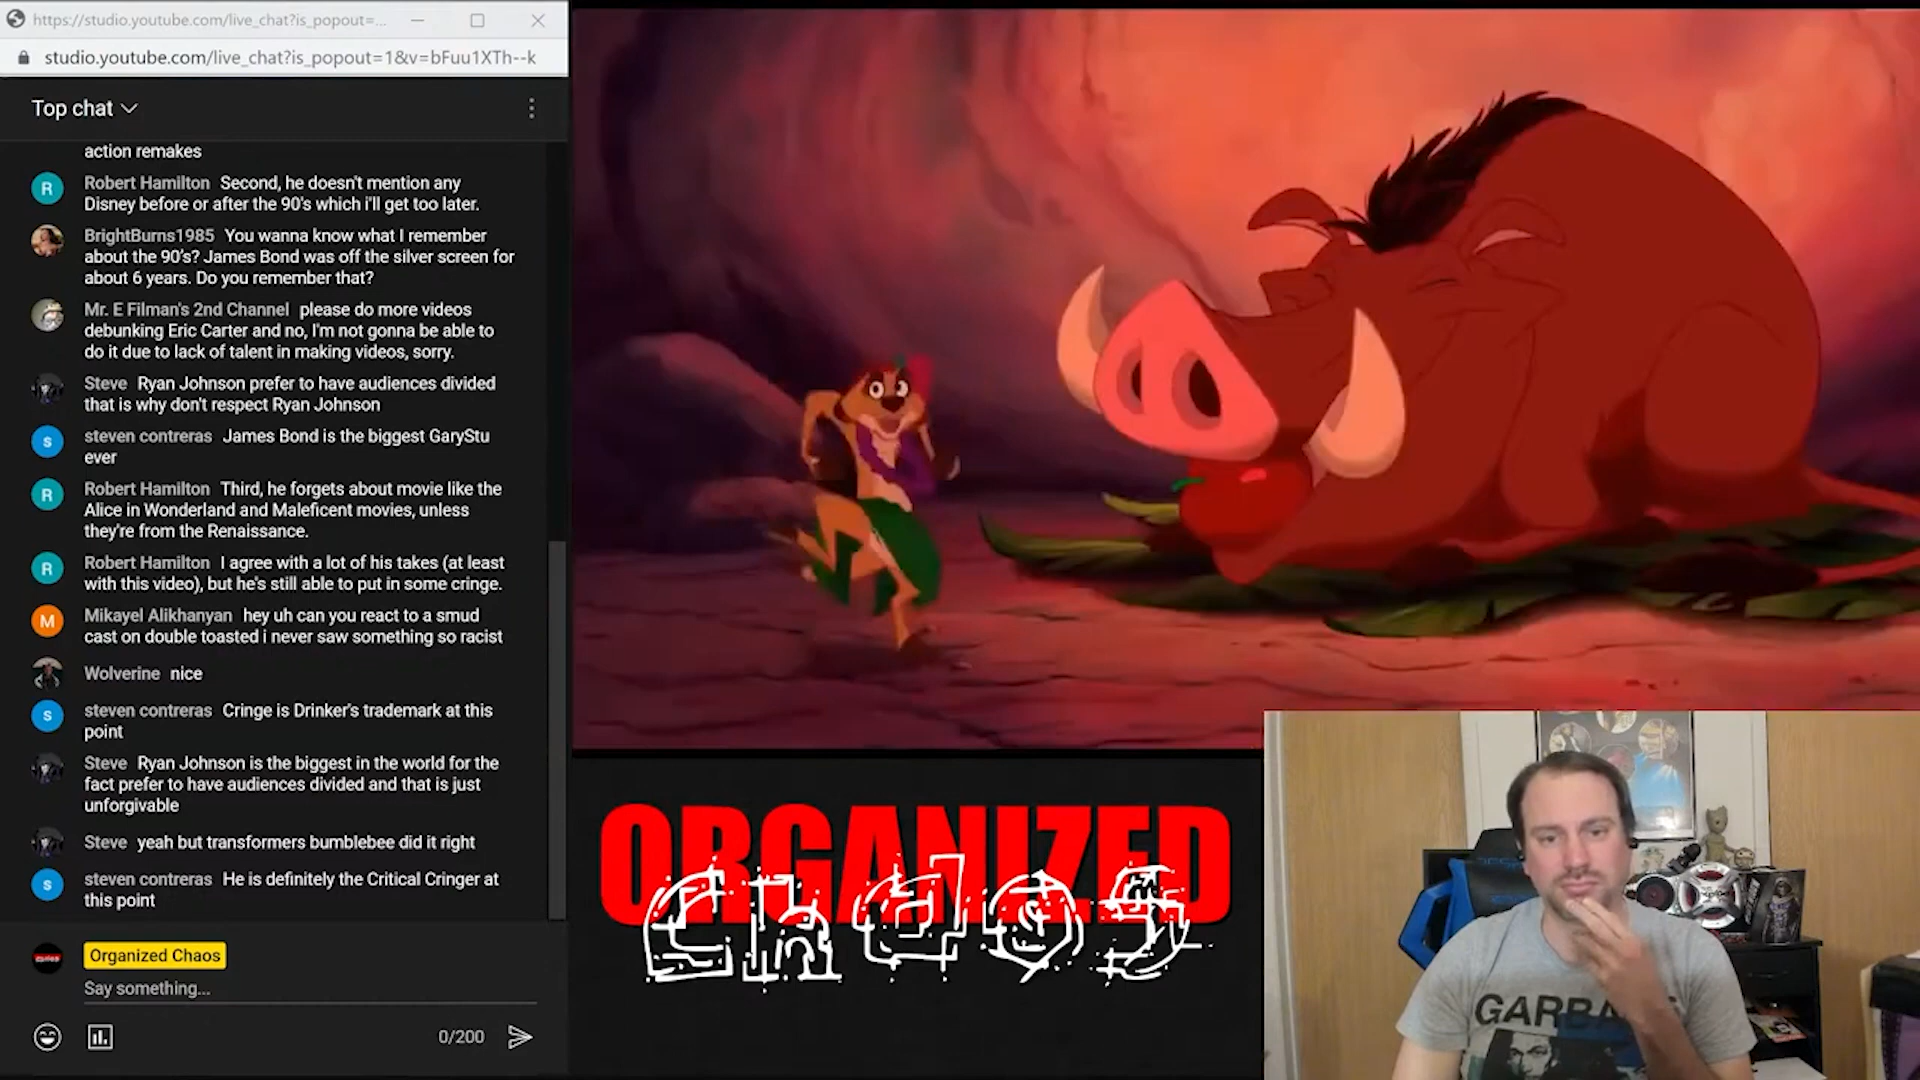 https://studio.youtube.com/live_chat?is_popout=...
studio.youtube.com/live_chat?is_popout=1&v=bFuu1XTh--k
Top chat
action remakes
R
Robert Hamilton Second, he doesn't mention any
Disney before or after the 90's which i'll get too later.
BrightBurns1985 You wanna know what I remember
about the 90's? James Bond was off the silver screen for
about 6 years. Do you remember that?
Mr. E Filman's 2nd Channel please do more videos
debunking Eric Carter and no, I'm not gonna be able to
do it due to lack of talent in making videos, sorry.
Steve Ryan Johnson prefer to have audiences divided
that is why don't respect Ryan Johnson
s
steven contreras James Bond is the biggest GaryStu
ever
R
Robert Hamilton Third, he forgets about movie like the
Alice in Wonderland and Maleficent movies, unless
they're from the Renaissance.
R
Robert Hamilton I agree with a lot of his takes (at least
with this video), but he's still able to put in some cringe.
M
Mikayel Alikhanyan hey uh can you react to a smud
cast on double toasted i never saw something so racist
Wolverine nice
s
steven contreras Cringe is Drinker's trademark at this
point
Steve Ryan Johnson is the biggest in the world for the
fact prefer to have audiences divided and that is just
unforgivable
Steve yeah but transformers bumblebee did it right
s
steven contreras He is definitely the Critical Cringer at
this point
Organized Chaos
Say something...
0/200
ORGANIZED
chaos